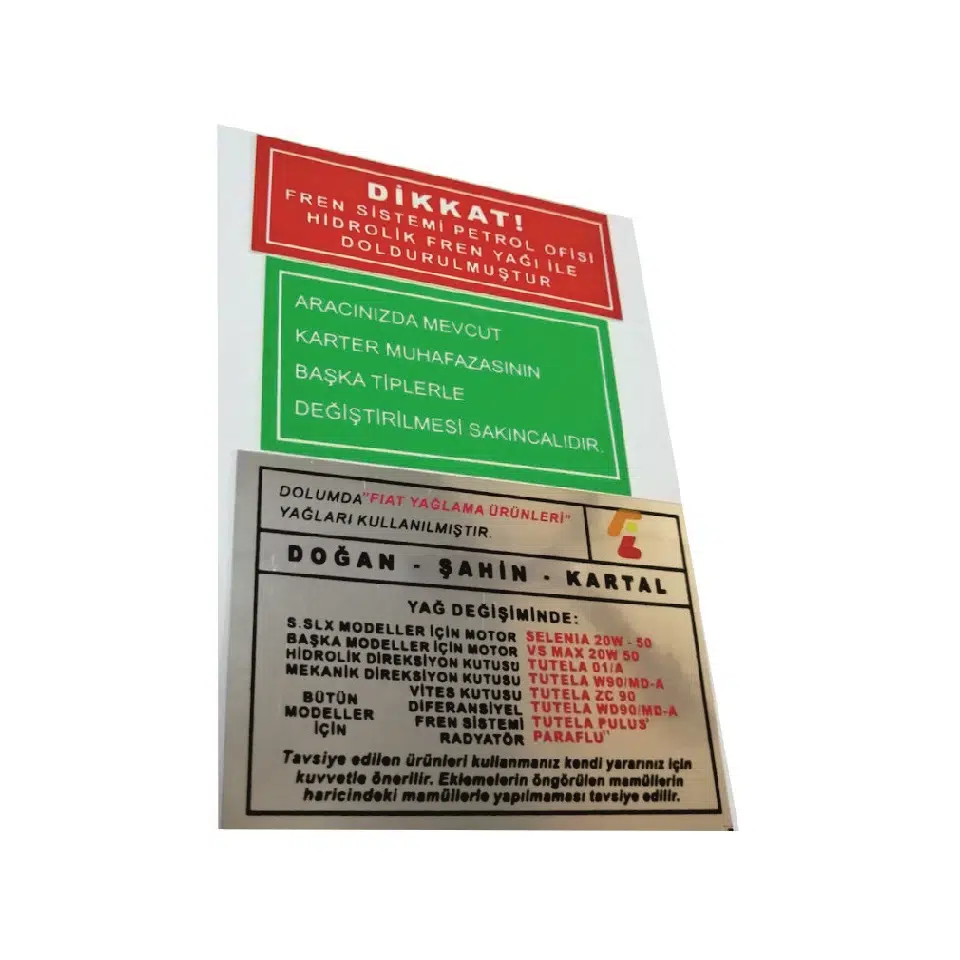 DİKKAT!
FREN SİSTEMİ PETROL OFİSİ
HİDROLİK FREN YAĞI İLE
DOLDURULMUŞTUR
ARACINIZDA MEVCUT
KARTER MUHAFAZASININ
BAŞKA TİPLERLE
DEĞİŞTİRİLMESİ SAKINCALIDIR.
DOLUMDA "FIAT YAĞLAMA ÜRÜNLERİ"
YAĞLARI KULLANILMIŞTIR.
FL
DOĞAN - ŞAHİN - KARTAL
YAĞ DEĞİŞİMİNDE:
S.SLX MODELLER İÇİN MOTOR SELENIA 20W - 50
BAŞKA MODELLER İÇİN MOTOR VS MAX 20W 50
HİDROLİK DİREKSİYON KUTUSU TUTELA 01/A
MEKANİK DİREKSİYON KUTUSU TUTELA W90/MD-A
BÜTÜN MODELLER İÇİN
VİTES KUTUSU TUTELA ZC 90
DİFERANSİYEL TUTELA WD90/MD-A
FREN SİSTEMİ TUTELA PULUS'
RADYATÖR PARAFLU''
Tavsiye edilen ürünleri kullanmanız kendi yararınız için
kuvvetle önerilir. Eklemelerin öngörülen mamüllerin
haricindeki mamüllerle yapılmaması tavsiye edilir.